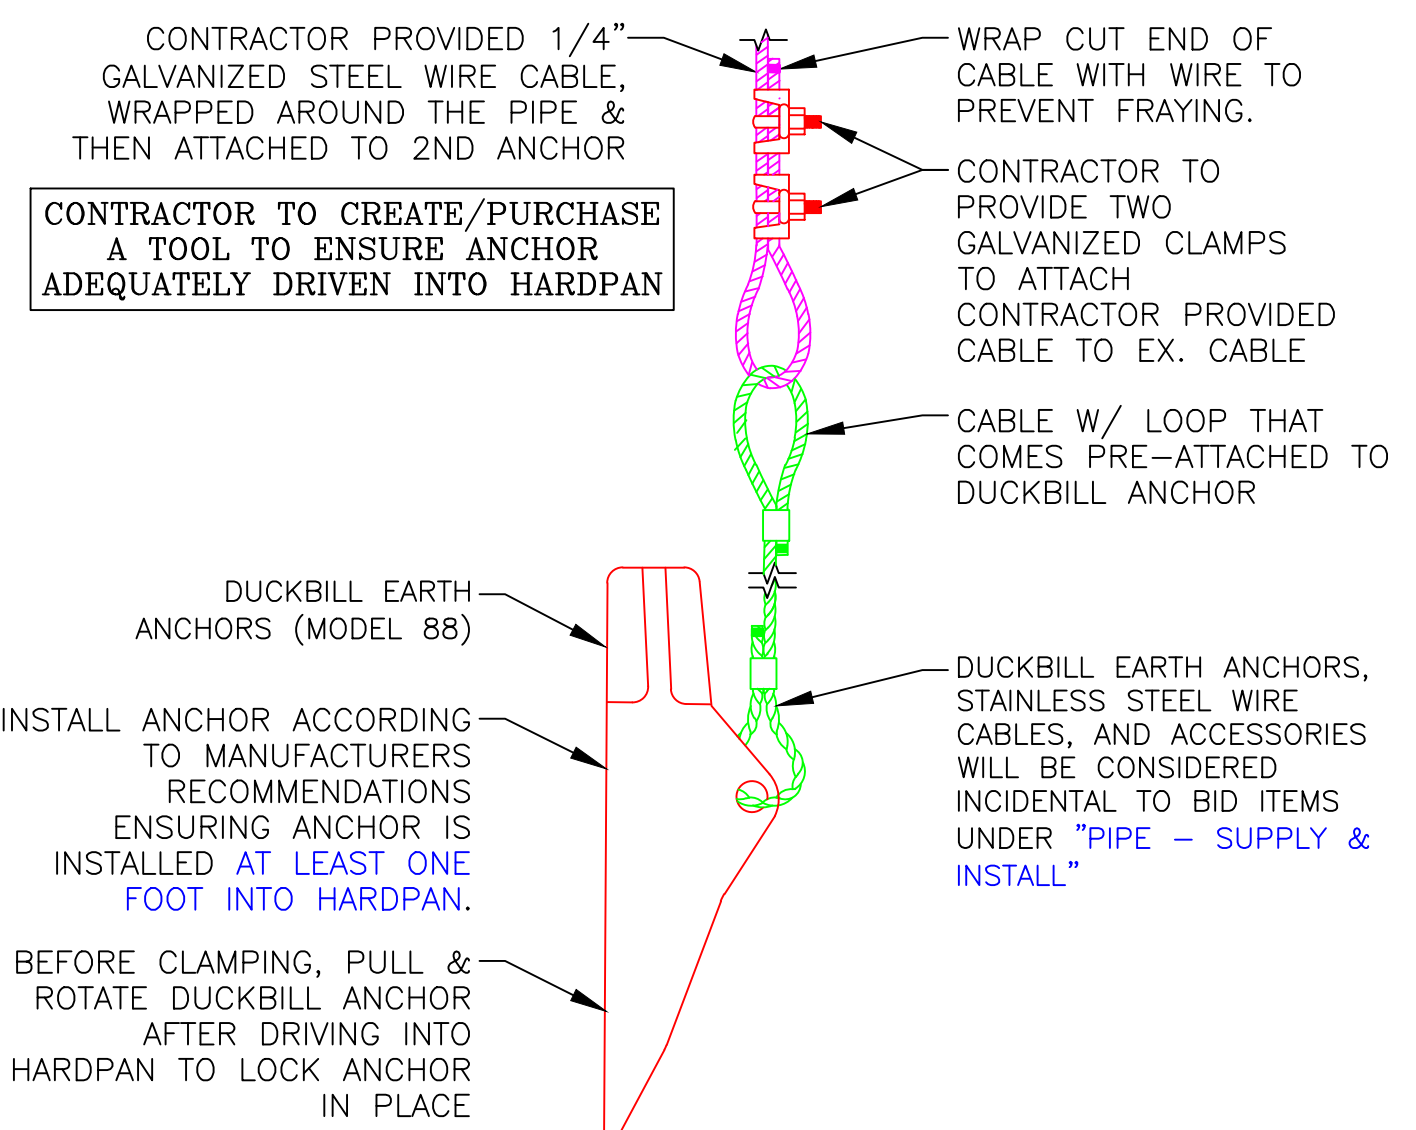 CONTRACTOR PROVIDED 1/4"
GALVANIZED STEEL WIRE CABLE,
WRAPPED AROUND THE PIPE &
THEN ATTACHED TO 2ND ANCHOR
CONTRACTOR TO CREATE/PURCHASE
A TOOL TO ENSURE ANCHOR
ADEQUATELY DRIVEN INTO HARDPAN
WRAP CUT END OF
CABLE WITH WIRE TO
PREVENT FRAYING.
CONTRACTOR TO
PROVIDE TWO
GALVANIZED CLAMPS
TO ATTACH
CONTRACTOR PROVIDED
CABLE TO EX. CABLE
CABLE W/ LOOP THAT
COMES PRE-ATTACHED TO
DUCKBILL ANCHOR
DUCKBILL EARTH
ANCHORS (MODEL 88)
INSTALL ANCHOR ACCORDING
TO MANUFACTURERS
RECOMMENDATIONS
ENSURING ANCHOR IS
INSTALLED AT LEAST ONE
FOOT INTO HARDPAN.
BEFORE CLAMPING, PULL &
ROTATE DUCKBILL ANCHOR
AFTER DRIVING INTO
HARDPAN TO LOCK ANCHOR
IN PLACE
DUCKBILL EARTH ANCHORS,
STAINLESS STEEL WIRE
CABLES, AND ACCESSORIES
WILL BE CONSIDERED
INCIDENTAL TO BID ITEMS
UNDER "PIPE - SUPPLY &
INSTALL"